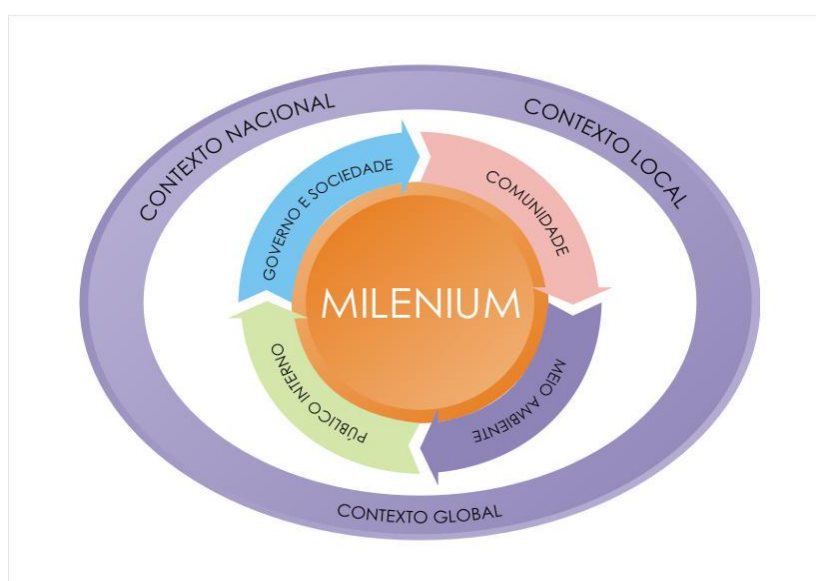 CONTEXTO NACIONAL
CONTEXTO LOCAL
GOVERNO E SOCIEDADE
COMUNIDADE
MILENIUM
PÚBLICO INTERNO
MEIO AMBIENTE
CONTEXTO GLOBAL